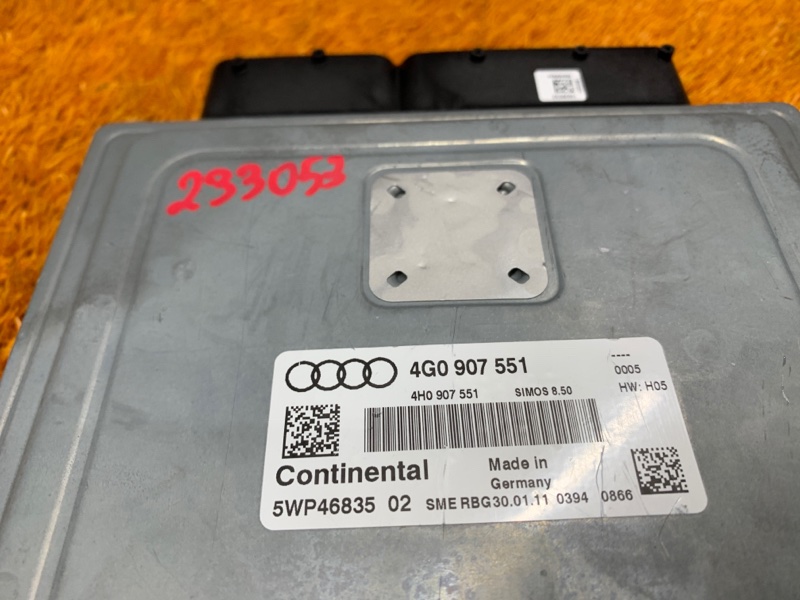 293053
4G0 907 551
----
0005
4H0 907 551 SIMOS 8.50 HW: H05
Continental Made in
Germany
5WP46835 02 SME RBG30.01.11 0394 0866